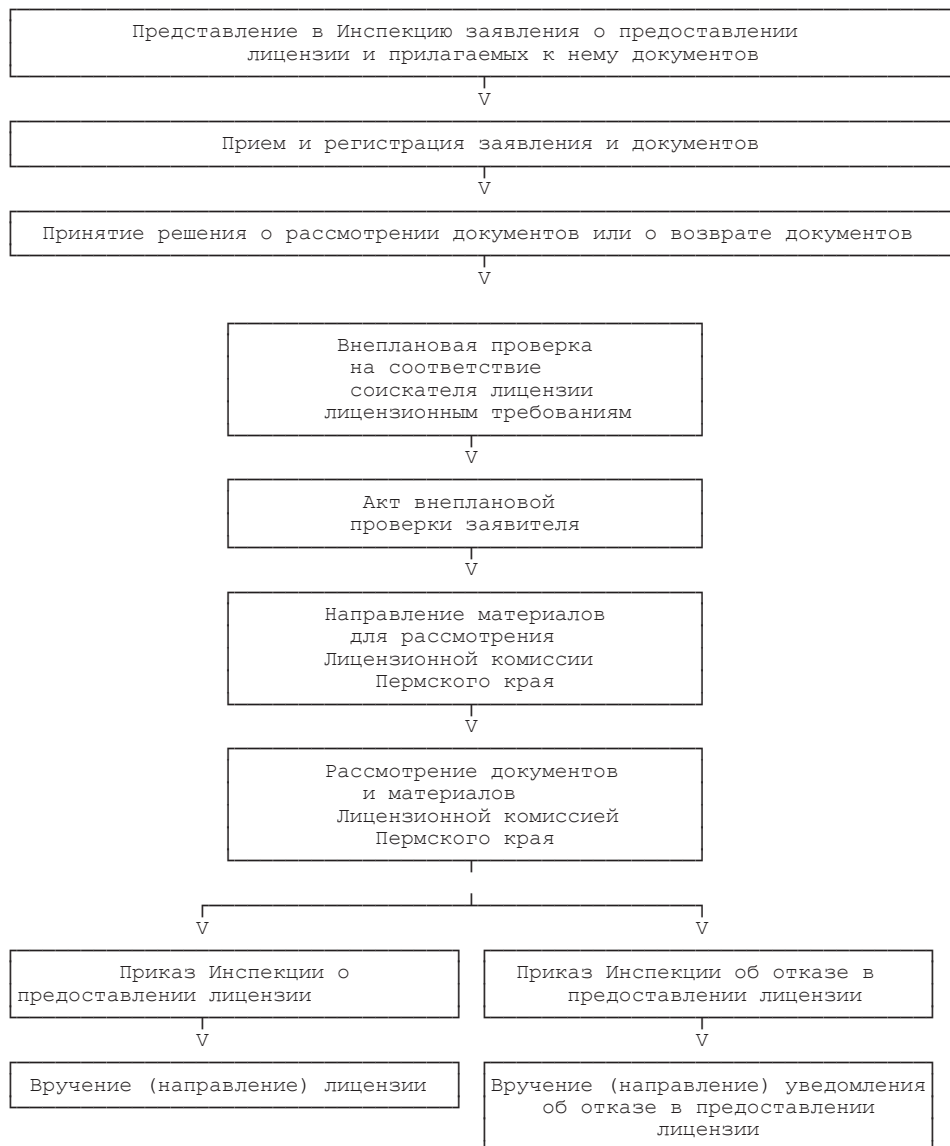 Представление в Инспекцию заявления о предоставлении
лицензии и прилагаемых к нему документов
V
Прием и регистрация заявления и документов
V
Принятие решения о рассмотрении документов или о возврате документов
V
Внеплановая проверка
на соответствие
соискателя лицензии
лицензионным требованиям
V
Акт внеплановой
проверки заявителя
V
Направление материалов
для рассмотрения
Лицензионной комиссии
Пермского края
V
Рассмотрение документов
и материалов
Лицензионной комиссией
Пермского края
V
V
Приказ Инспекции о
предоставлении лицензии
Приказ Инспекции об отказе в
предоставлении лицензии
V
V
Вручение (направление) лицензии
Вручение (направление) уведомления
об отказе в предоставлении
лицензии